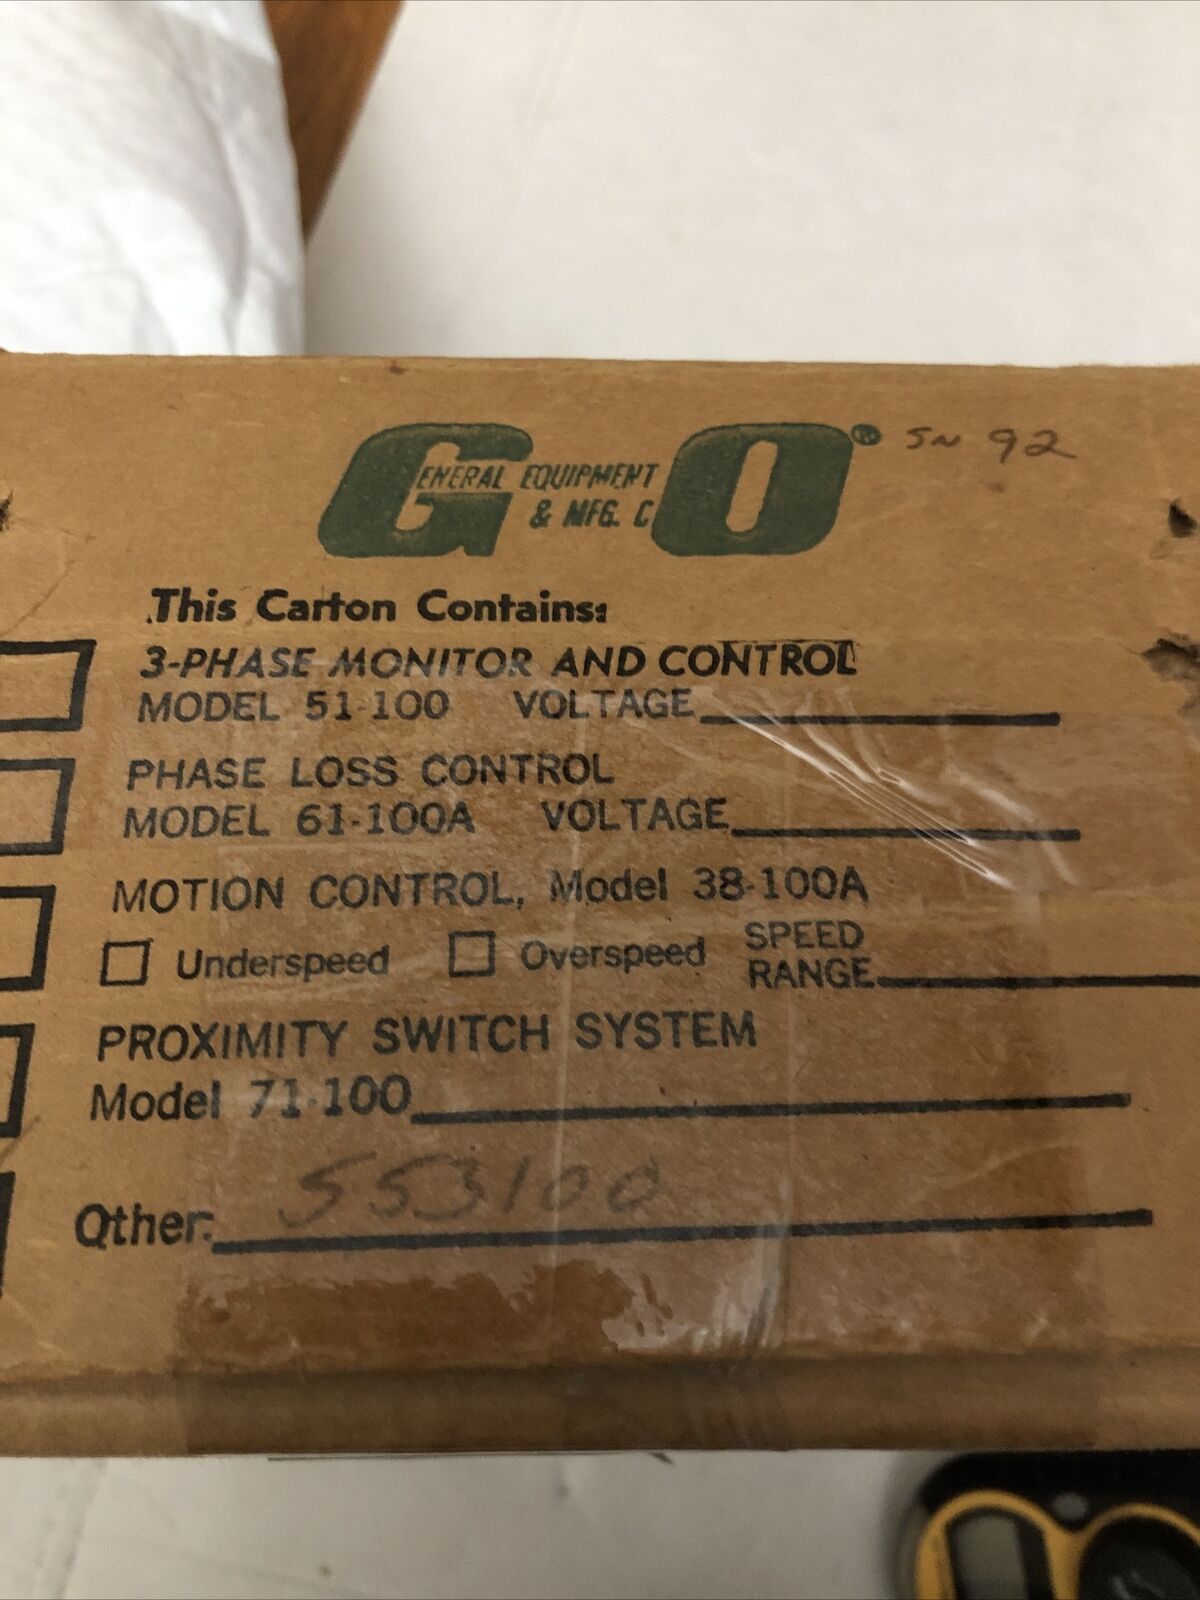 GENERAL EQUIPMENT
& MFG. CO® SN 92
This Carton Contains:
3-PHASE MONITOR AND CONTROL
MODEL 51-100 VOLTAGE
PHASE LOSS CONTROL
MODEL 61-100A VOLTAGE
MOTION CONTROL, Model 38-100A
Underspeed Overspeed SPEED
RANGE
PROXIMITY SWITCH SYSTEM
Model 71-100
Other: 553100